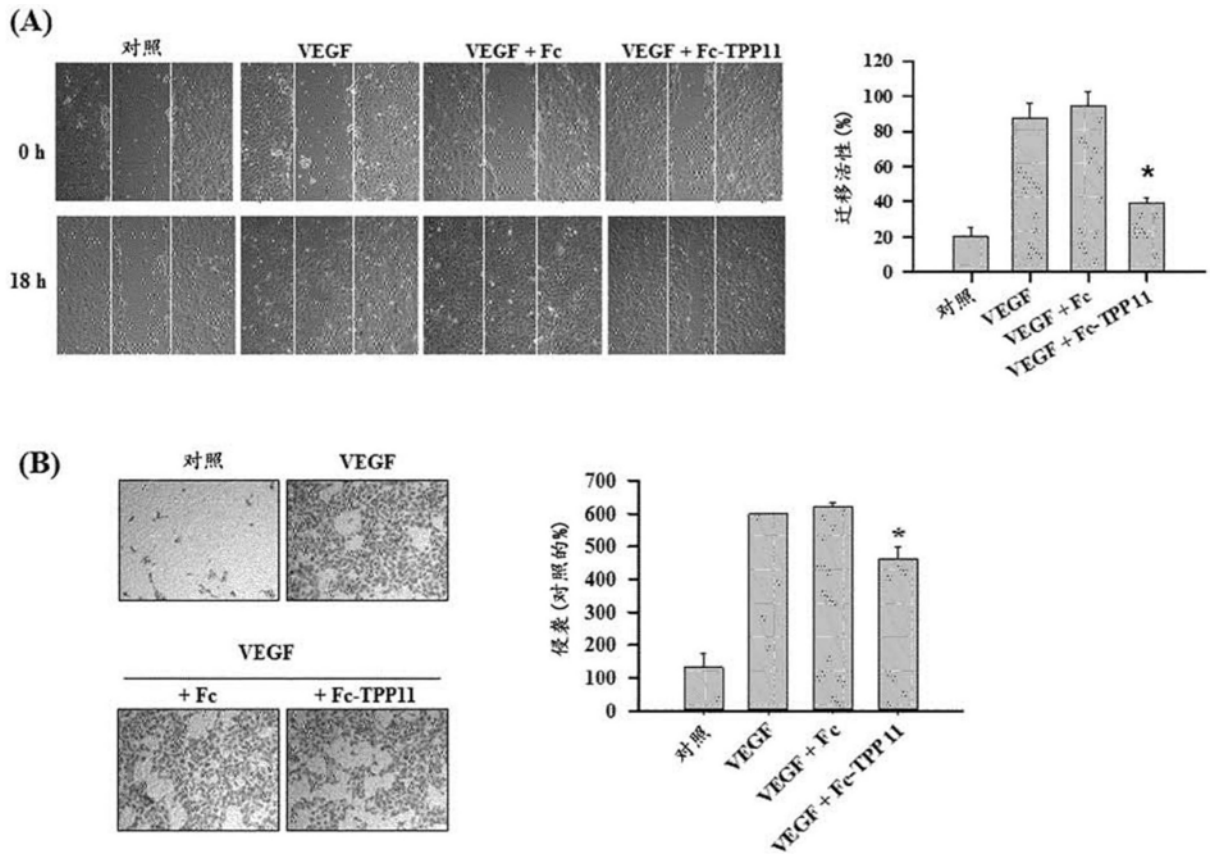 (A)
对照 VEGF VEGF + Fc VEGF + Fc-TPP11
0 h
18 h
迁移活性 (%)
120
100
80
60
40
20
0
*
对照 VEGF VEGF + Fc VEGF + Fc-TPP11
(B)
对照 VEGF
VEGF
+ Fc + Fc-TPP11
侵袭 (对照的%)
700
600
500
400
300
200
100
0
*
对照 VEGF VEGF + Fc VEGF + Fc-TPP11